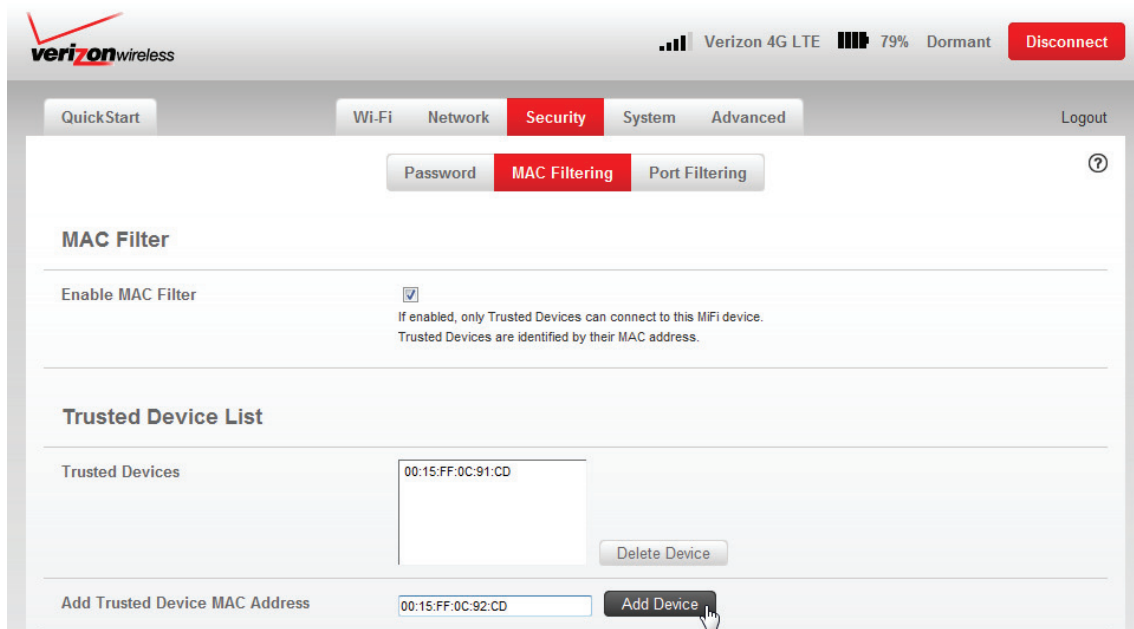 verizonwireless
Verizon 4G LTE 79% Dormant Disconnect
QuickStart Wi-Fi Network Security System Advanced Logout
Password MAC Filtering Port Filtering ?
MAC Filter
Enable MAC Filter
If enabled, only Trusted Devices can connect to this MiFi device.
Trusted Devices are identified by their MAC address.
Trusted Device List
Trusted Devices 00:15:FF:0C:91:CD
Delete Device
Add Trusted Device MAC Address 00:15:FF:0C:92:CD Add Device